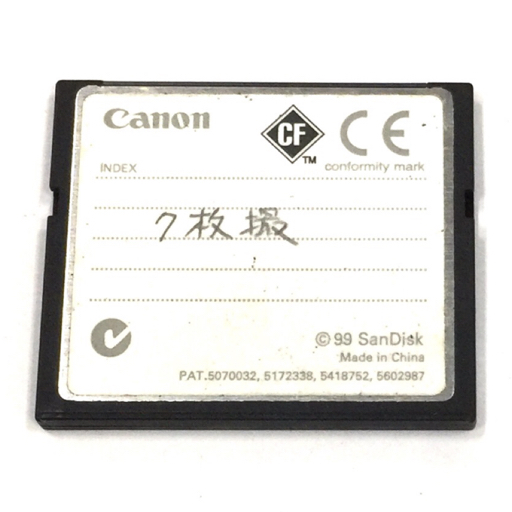 Canon
CF
TM
CE
INDEX
conformity mark
7枚撮
©99 SanDisk
Made in China
PAT.5070032, 5172338, 5418752, 5602987